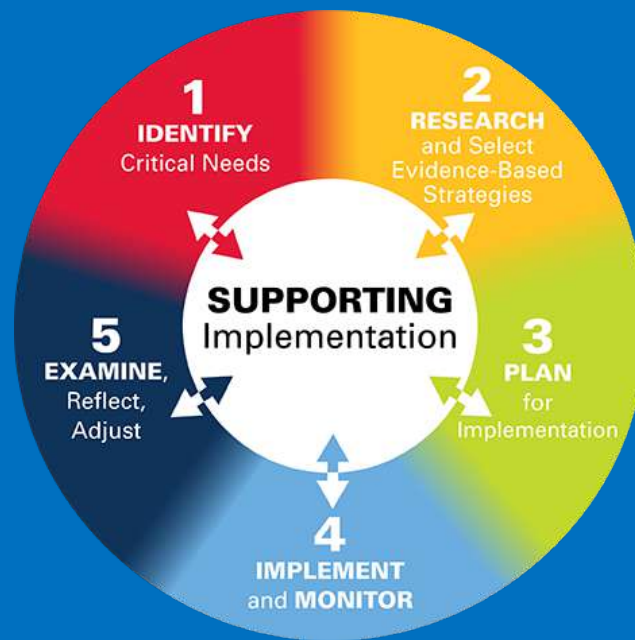 1
IDENTIFY
Critical Needs
2
RESEARCH
and Select
Evidence-Based
Strategies
3
PLAN
for
Implementation
4
IMPLEMENT
and MONITOR
5
EXAMINE,
Reflect,
Adjust
SUPPORTING
Implementation